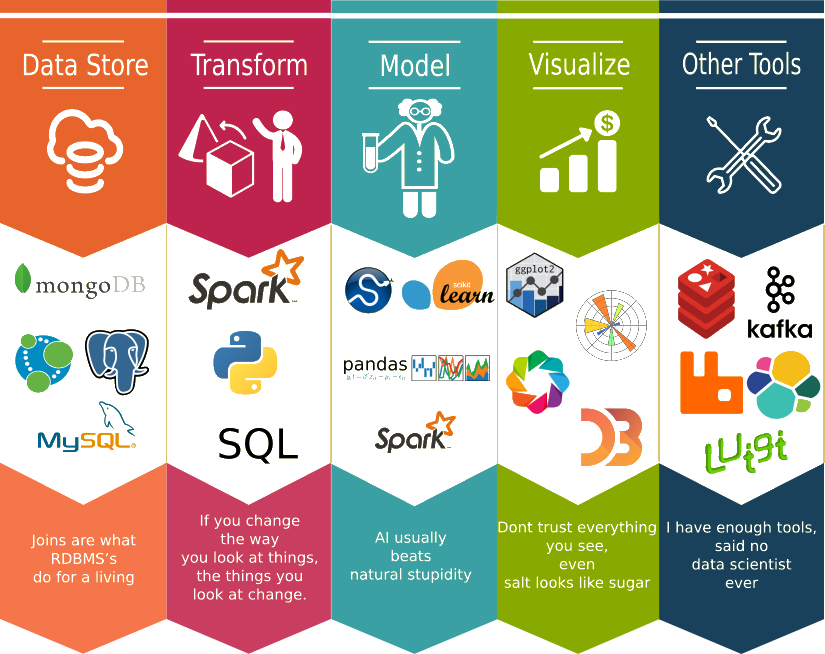 Data Store
Transform
Model
Visualize
Other Tools
$
mongoDB
MySQL®
Spark™
SQL
scikit
learn
pandas
Spark™
ggplot2
D3
kafka
Luigi
Joins are what
RDBMS’s
do for a living
If you change
the way
you look at things,
the things you
look at change.
AI usually
beats
natural stupidity
Dont trust everything
you see,
even
salt looks like sugar
I have enough tools,
said no
data scientist
ever